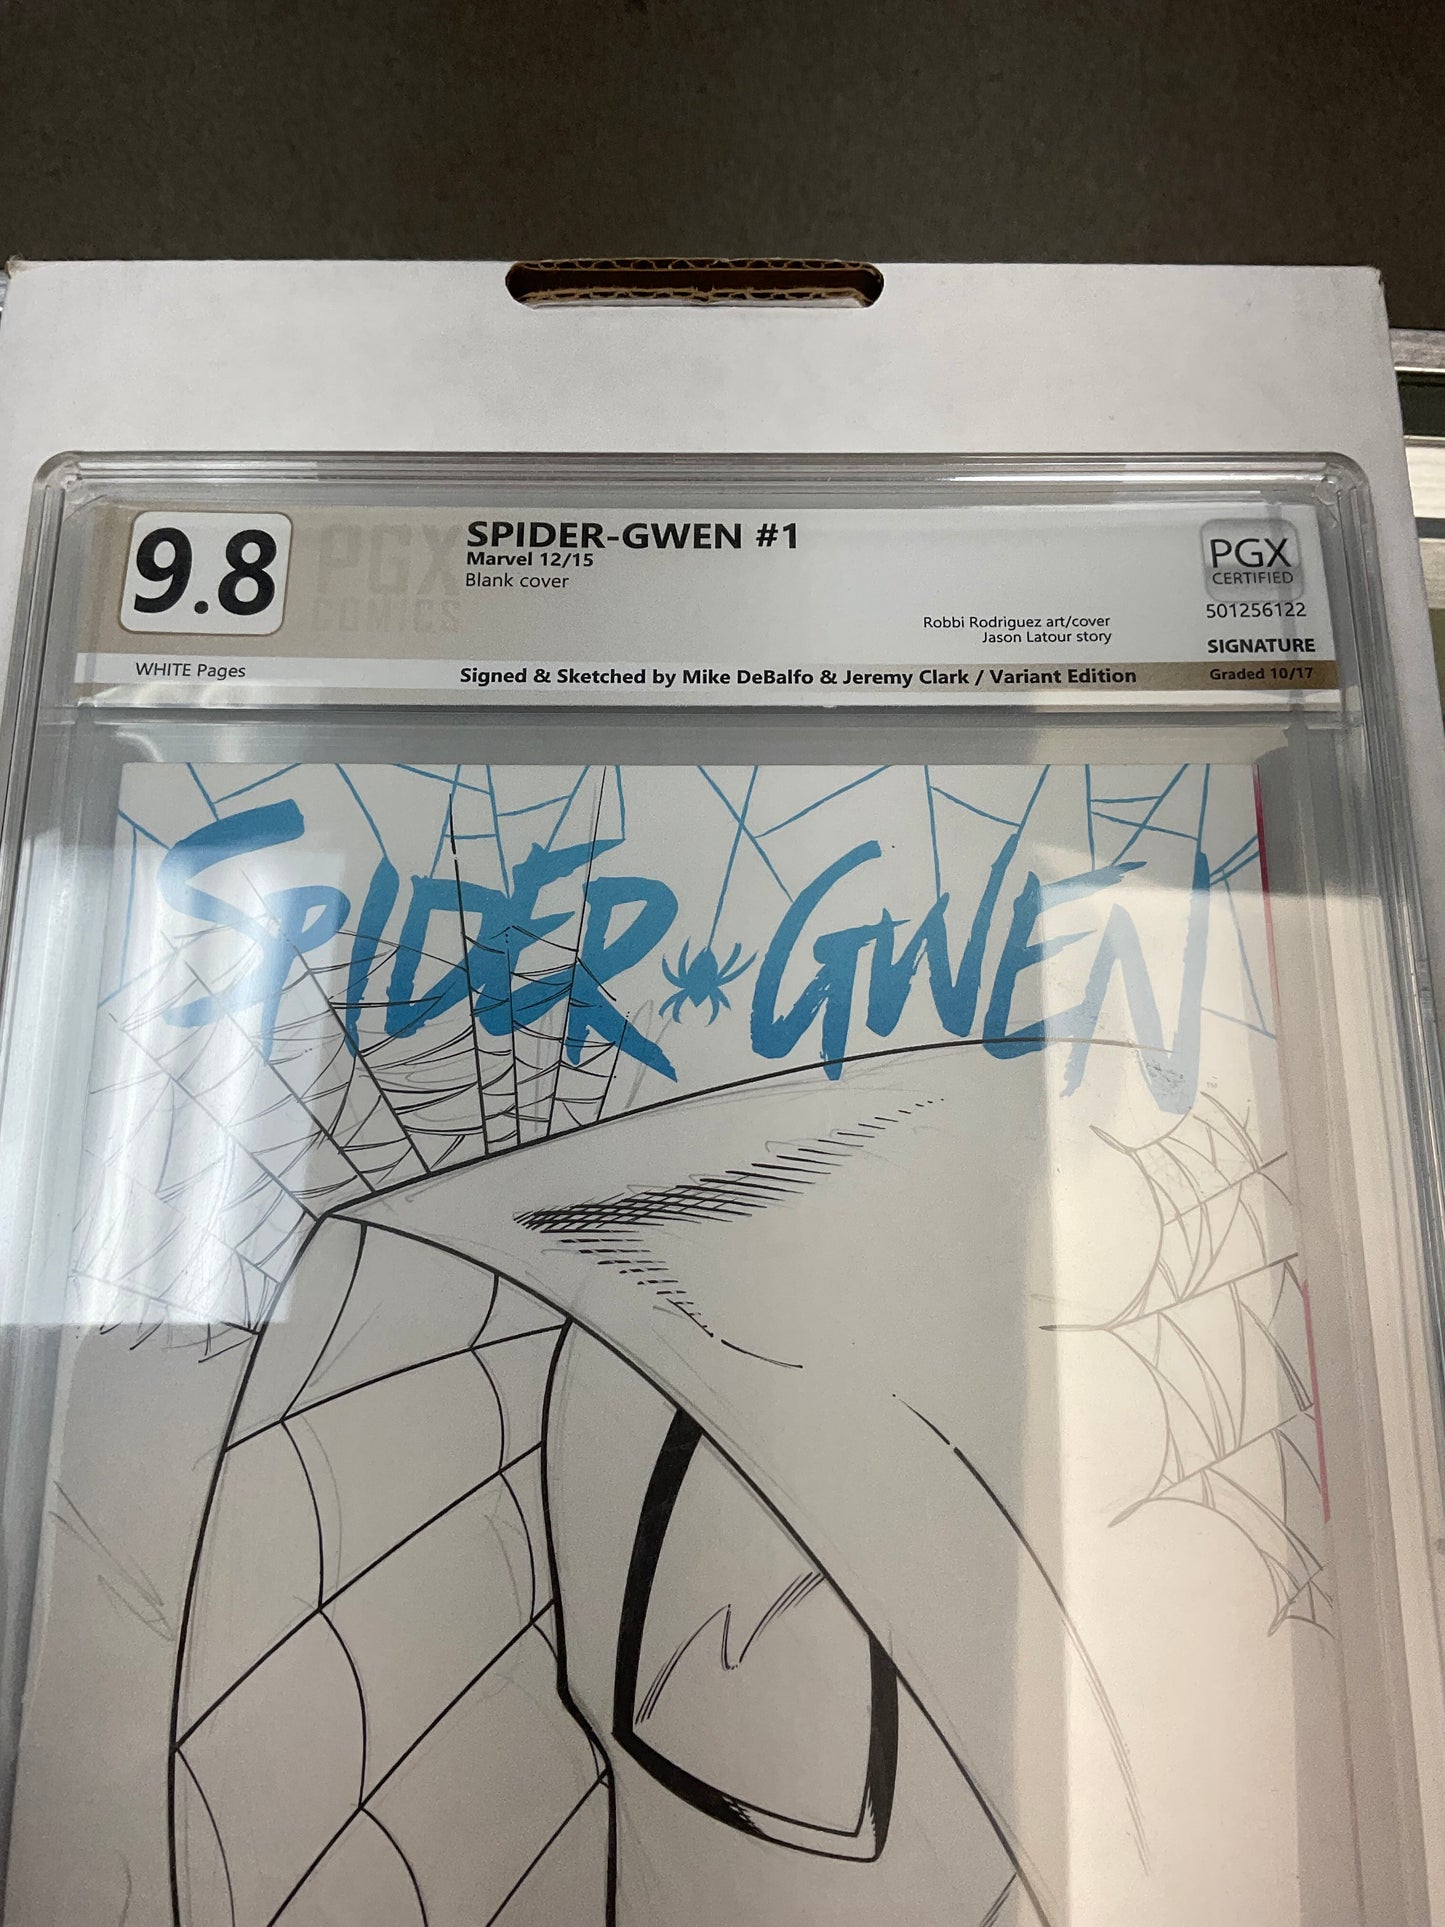 9.8
PGX
COMICS
SPIDER-GWEN #1
Marvel 12/15
Blank cover
Robbi Rodriguez art/cover
Jason Latour story
PGX
CERTIFIED
501256122
SIGNATURE
WHITE Pages
Signed & Sketched by Mike DeBalfo & Jeremy Clark / Variant Edition
Graded 10/17
SPIDER GWEN
TM